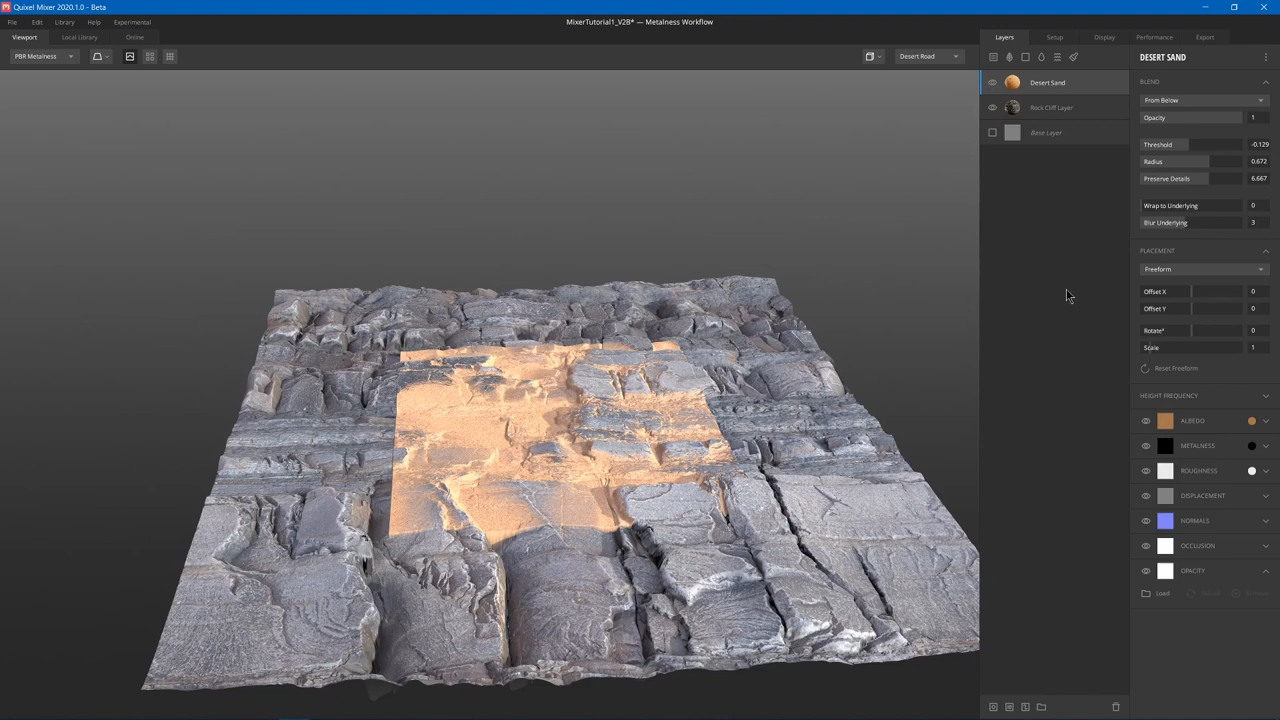 Quixel Mixer 2020.1.0 - Beta
File Edit Library Help Experimental
MixerTutorial1_V2B* — Metalness Workflow
Viewport Local Library Online
Layers Setup Display Performance Export
PBR Metalness
Desert Road
DESERT SAND
Desert Sand
Rock Cliff Layer
Base Layer
BLEND
From Below
Opacity 1
Threshold -0.129
Radius 0.672
Preserve Details 6.667
Wrap to Underlying 0
Blur Underlying 3
PLACEMENT
Freeform
Offset X 0
Offset Y 0
Rotate° 0
Scale 1
Reset Freeform
HEIGHT FREQUENCY
ALBEDO
METALNESS
ROUGHNESS
DISPLACEMENT
NORMALS
OCCLUSION
OPACITY
Load